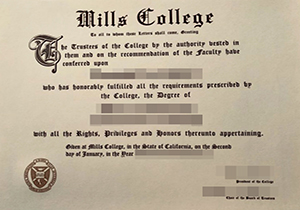 Mills College
To all to whom these Letters shall come, Greeting
The Trustees of the College by the authority vested in
them and on the recommendation of the Faculty have
conferred upon
who has honorably fulfilled all the requirements prescribed by
the College, the Degree of
with all the Rights, Privileges and Honors thereunto appertaining.
Given at Mills College, in the State of California, on the Second
day of January, in the Year
President of the College
Chair of the Board of Trustees